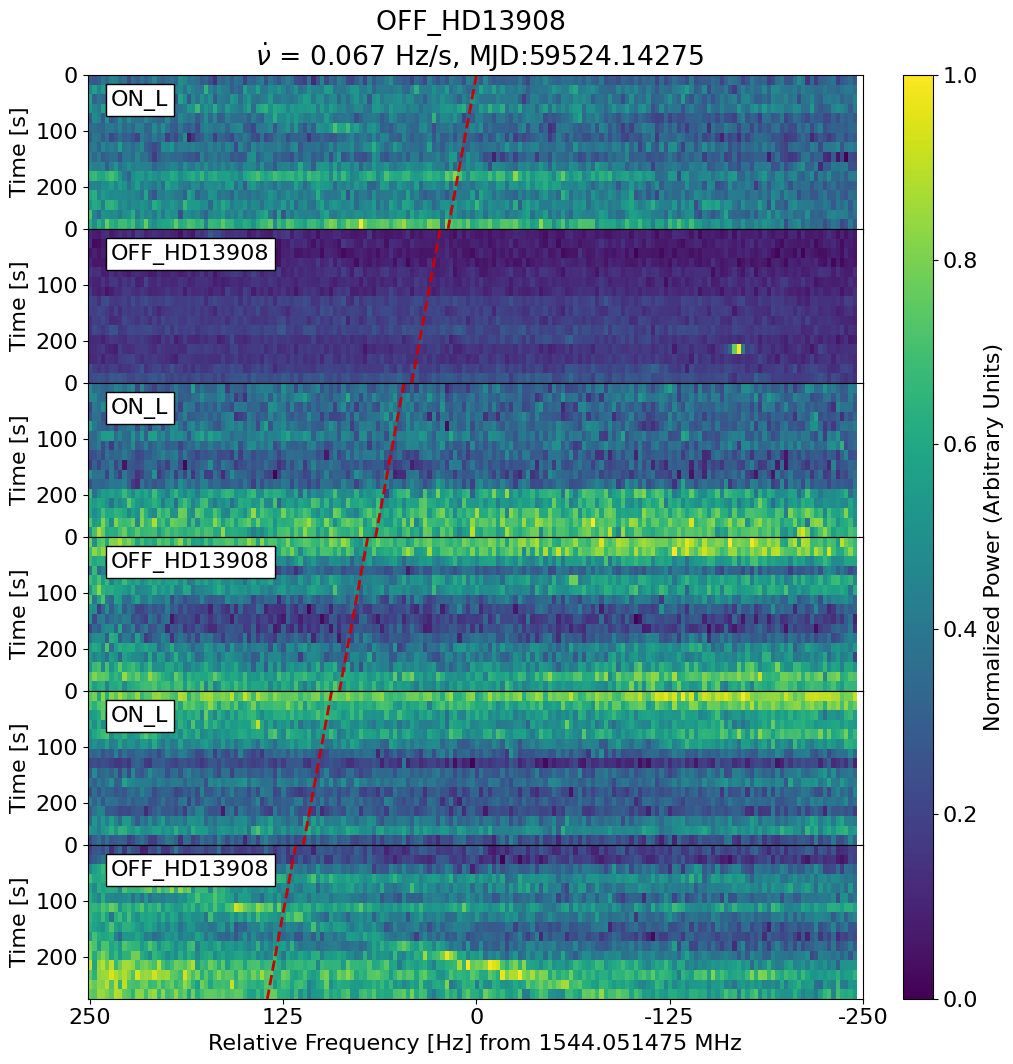 OFF_HD13908
ν̇ = 0.067 Hz/s, MJD:59524.14275
0
100
200
Time [s]
ON_L
0
100
200
Time [s]
OFF_HD13908
0
100
200
Time [s]
ON_L
0
100
200
Time [s]
OFF_HD13908
0
100
200
Time [s]
ON_L
0
100
200
Time [s]
OFF_HD13908
250 125 0 -125 -250
Relative Frequency [Hz] from 1544.051475 MHz
1.0
0.8
0.6
0.4
0.2
0.0
Normalized Power (Arbitrary Units)